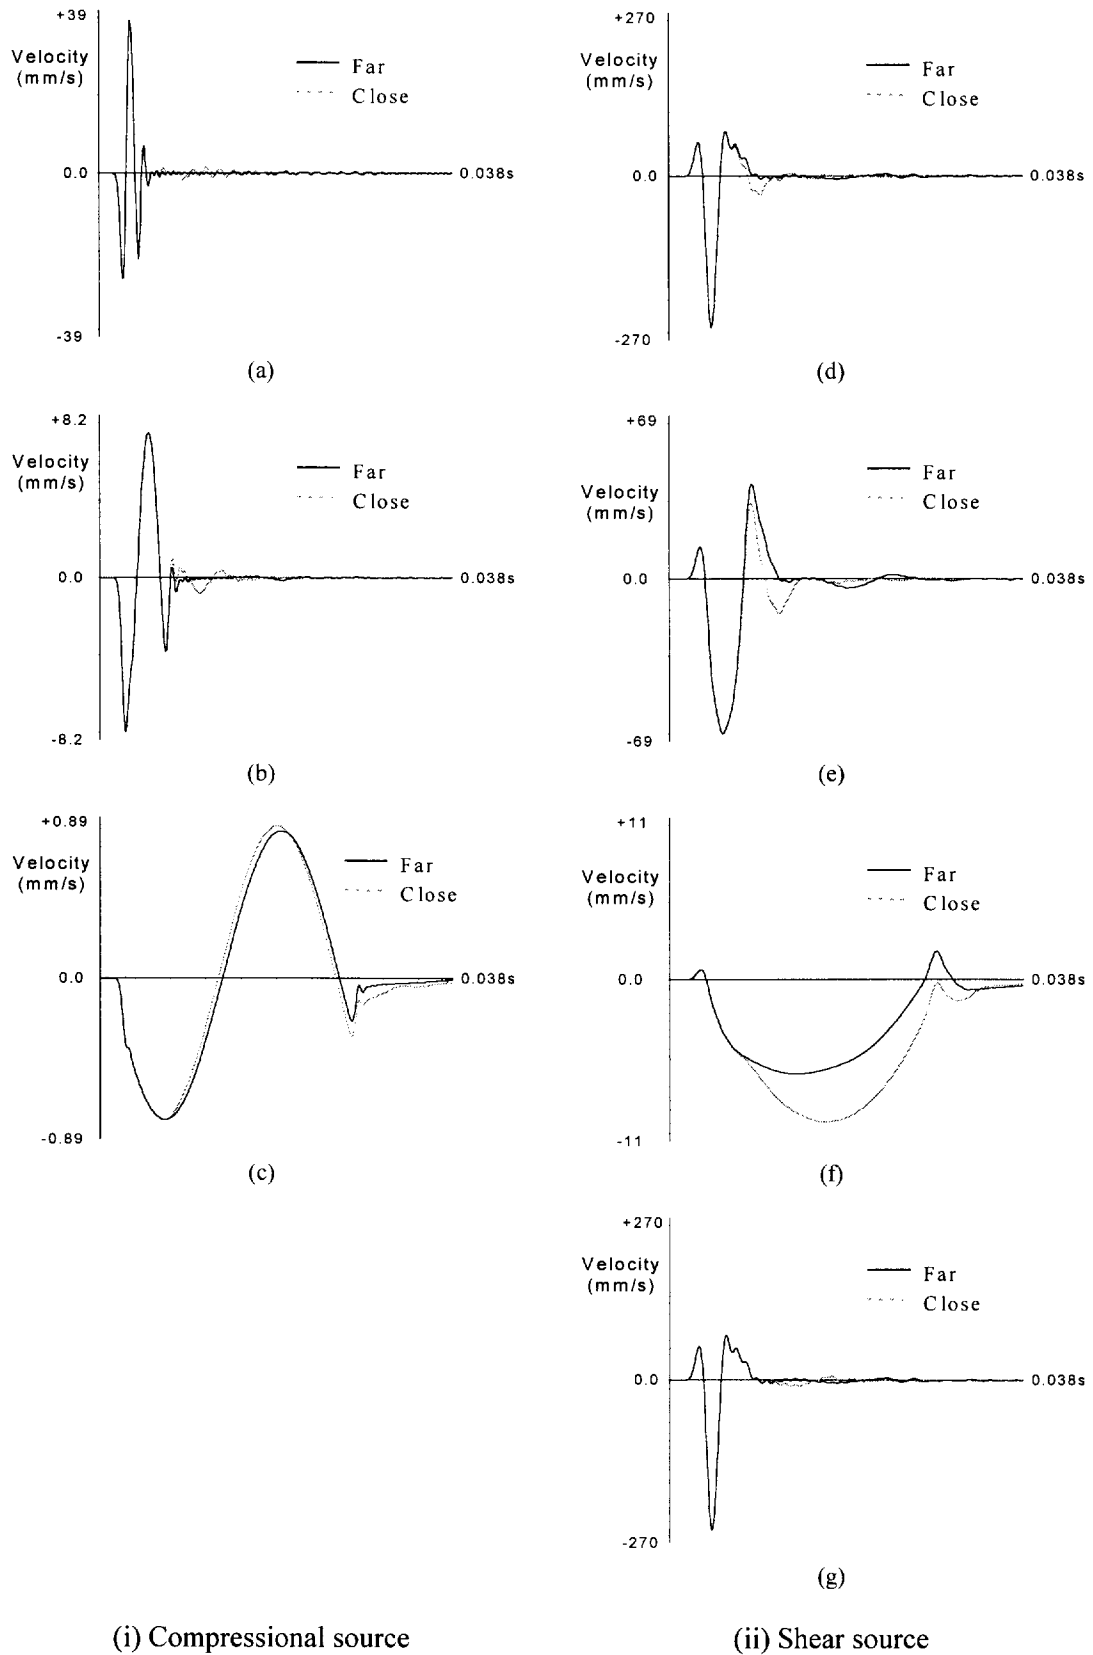 +39
Velocity
(mm/s)
Far
Close
0.0
0.038s
-39
(a)
+270
Velocity
(mm/s)
Far
Close
0.0
0.038s
-270
(d)
+8.2
Velocity
(mm/s)
Far
Close
0.0
0.038s
-8.2
(b)
+69
Velocity
(mm/s)
Far
Close
0.0
0.038s
-69
(e)
+0.89
Velocity
(mm/s)
Far
Close
0.0
0.038s
-0.89
(c)
+11
Velocity
(mm/s)
Far
Close
0.0
0.038s
-11
(f)
+270
Velocity
(mm/s)
Far
Close
0.0
0.038s
-270
(g)
(i) Compressional source
(ii) Shear source